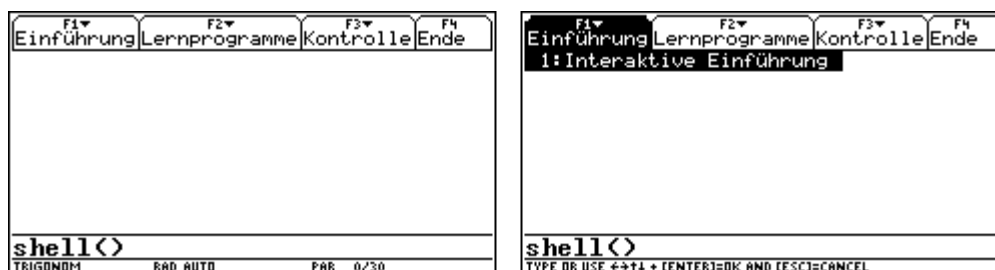 F1▾ F2▾ F3▾ F4
Einführung Lernprogramme Kontrolle Ende
shell()
TRIGONOM RAD AUTO PAR 0/30
F1▾ F2▾ F3▾ F4
Einführung Lernprogramme Kontrolle Ende
1:Interaktive Einführung
shell()
TYPE OR USE ←→↑↓ + [ENTER]=OK AND [ESC]=CANCEL